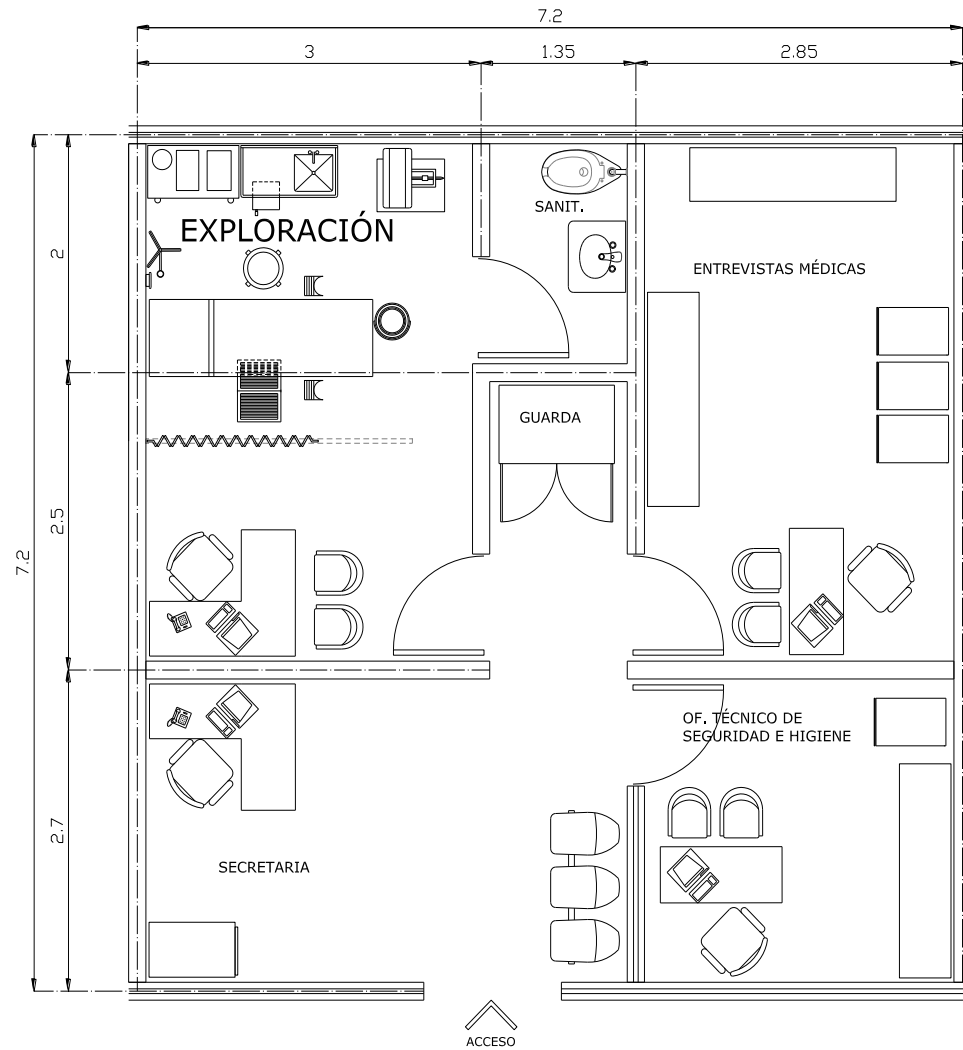 7.2
3
1.35
2.85
SANIT.
EXPLORACIÓN
2
ENTREVISTAS MÉDICAS
GUARDA
2.5
7.2
OF. TÉCNICO DE
SEGURIDAD E HIGIENE
2.7
SECRETARIA
ACCESO